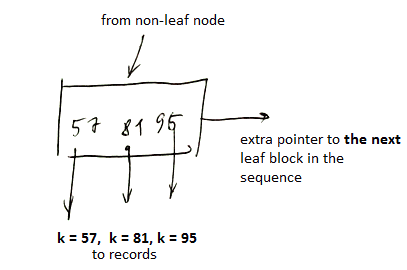 from non-leaf node
57 81 95
extra pointer to the next
leaf block in the
sequence
k = 57, k = 81, k = 95
to records